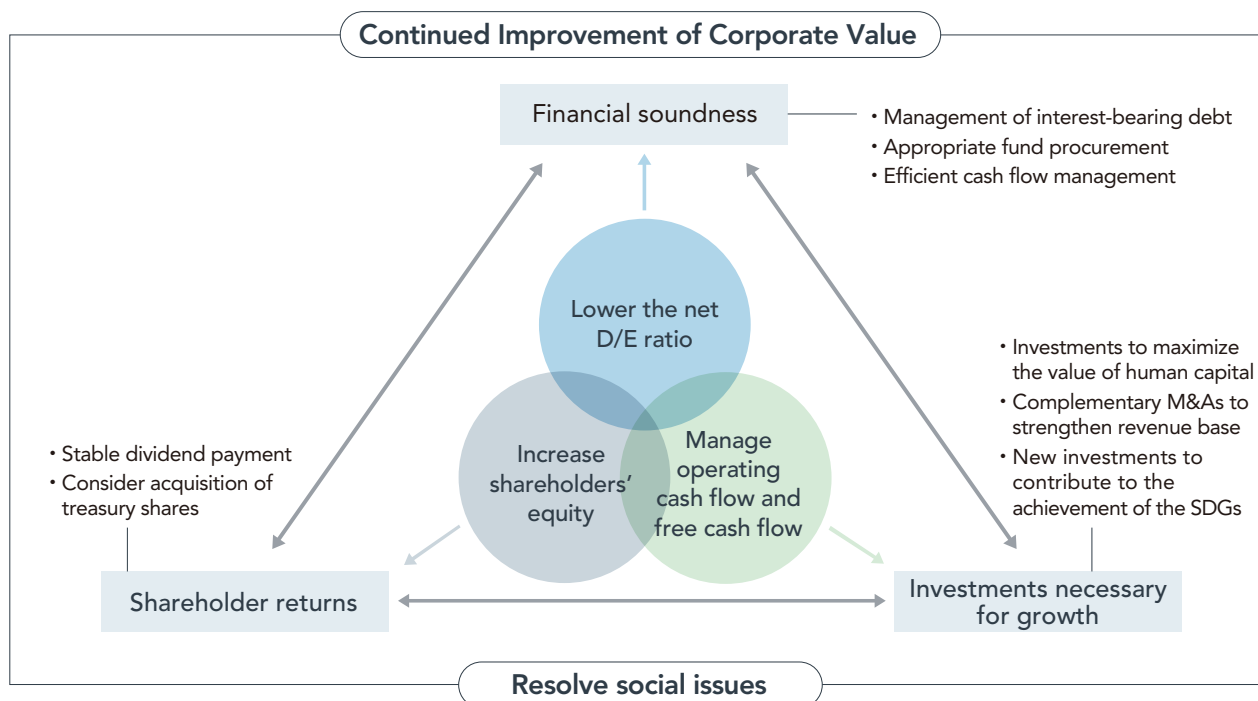 Continued Improvement of Corporate Value
Financial soundness
・Management of interest-bearing debt
・Appropriate fund procurement
・Efficient cash flow management
Lower the net
D/E ratio
Increase
shareholders’
equity
Manage
operating
cash flow and
free cash flow
・Stable dividend payment
・Consider acquisition of
treasury shares
Shareholder returns
・Investments to maximize
the value of human capital
・Complementary M&As to
strengthen revenue base
・New investments to
contribute to the
achievement of the SDGs
Investments necessary
for growth
Resolve social issues